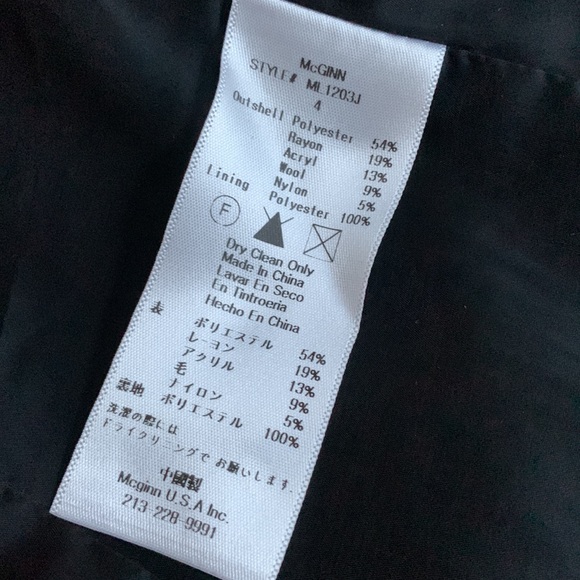 McGINN
STYLE# ML1203J
4
Outshell Polyester 54%
Rayon 19%
Acryl 13%
Wool 9%
Nylon 5%
Lining Polyester 100%
F
Dry Clean Only
Made In China
Lavar En Seco
En Tintroeria
Hecho En China
表 ポリエステル 54%
レーヨン 19%
アクリル 13%
毛 9%
ナイロン 5%
裏地 ポリエステル 100%
洗濯の際には
ドライクリーニングで お願いします.
中國製
Mcginn U.S.A Inc.
213-228-9991